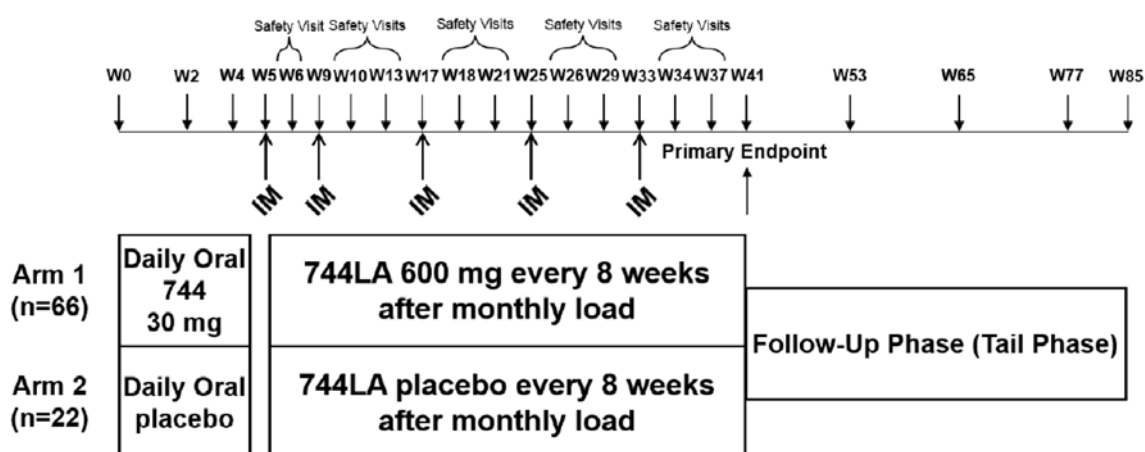 Safety Visit Safety Visits Safety Visits Safety Visits Safety Visits
W0 W2 W4 W5 W6 W9 W10 W13 W17 W18 W21 W25 W26 W29 W33 W34 W37 W41 W53 W65 W77 W85
Primary Endpoint
IM IM IM IM IM
Arm 1
(n=66)
Daily Oral
744
30 mg
744LA 600 mg every 8 weeks
after monthly load
Follow-Up Phase (Tail Phase)
Arm 2
(n=22)
Daily Oral
placebo
744LA placebo every 8 weeks
after monthly load